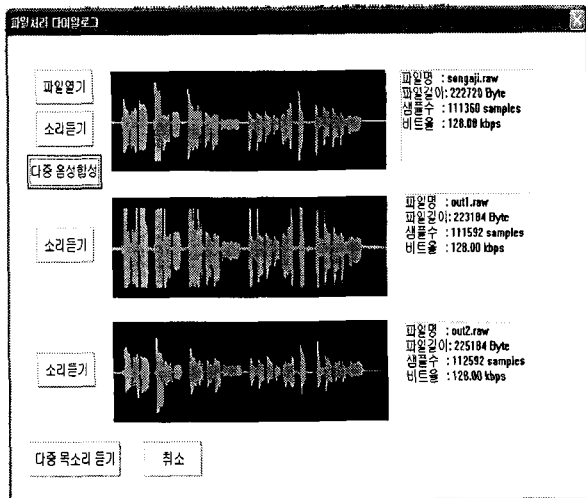 파일처리 다이알로그
파일열기
소리듣기
다중 음성합성
파일명 : songaji.raw
파일길이: 222720 Byte
샘플수 : 111360 samples
비트율 : 128.00 kbps
소리듣기
파일명 : out1.raw
파일길이: 223184 Byte
샘플수 : 111592 samples
비트율 : 128.00 kbps
소리듣기
파일명 : out2.raw
파일길이: 225184 Byte
샘플수 : 112592 samples
비트율 : 128.00 kbps
다중 목소리 듣기
취소